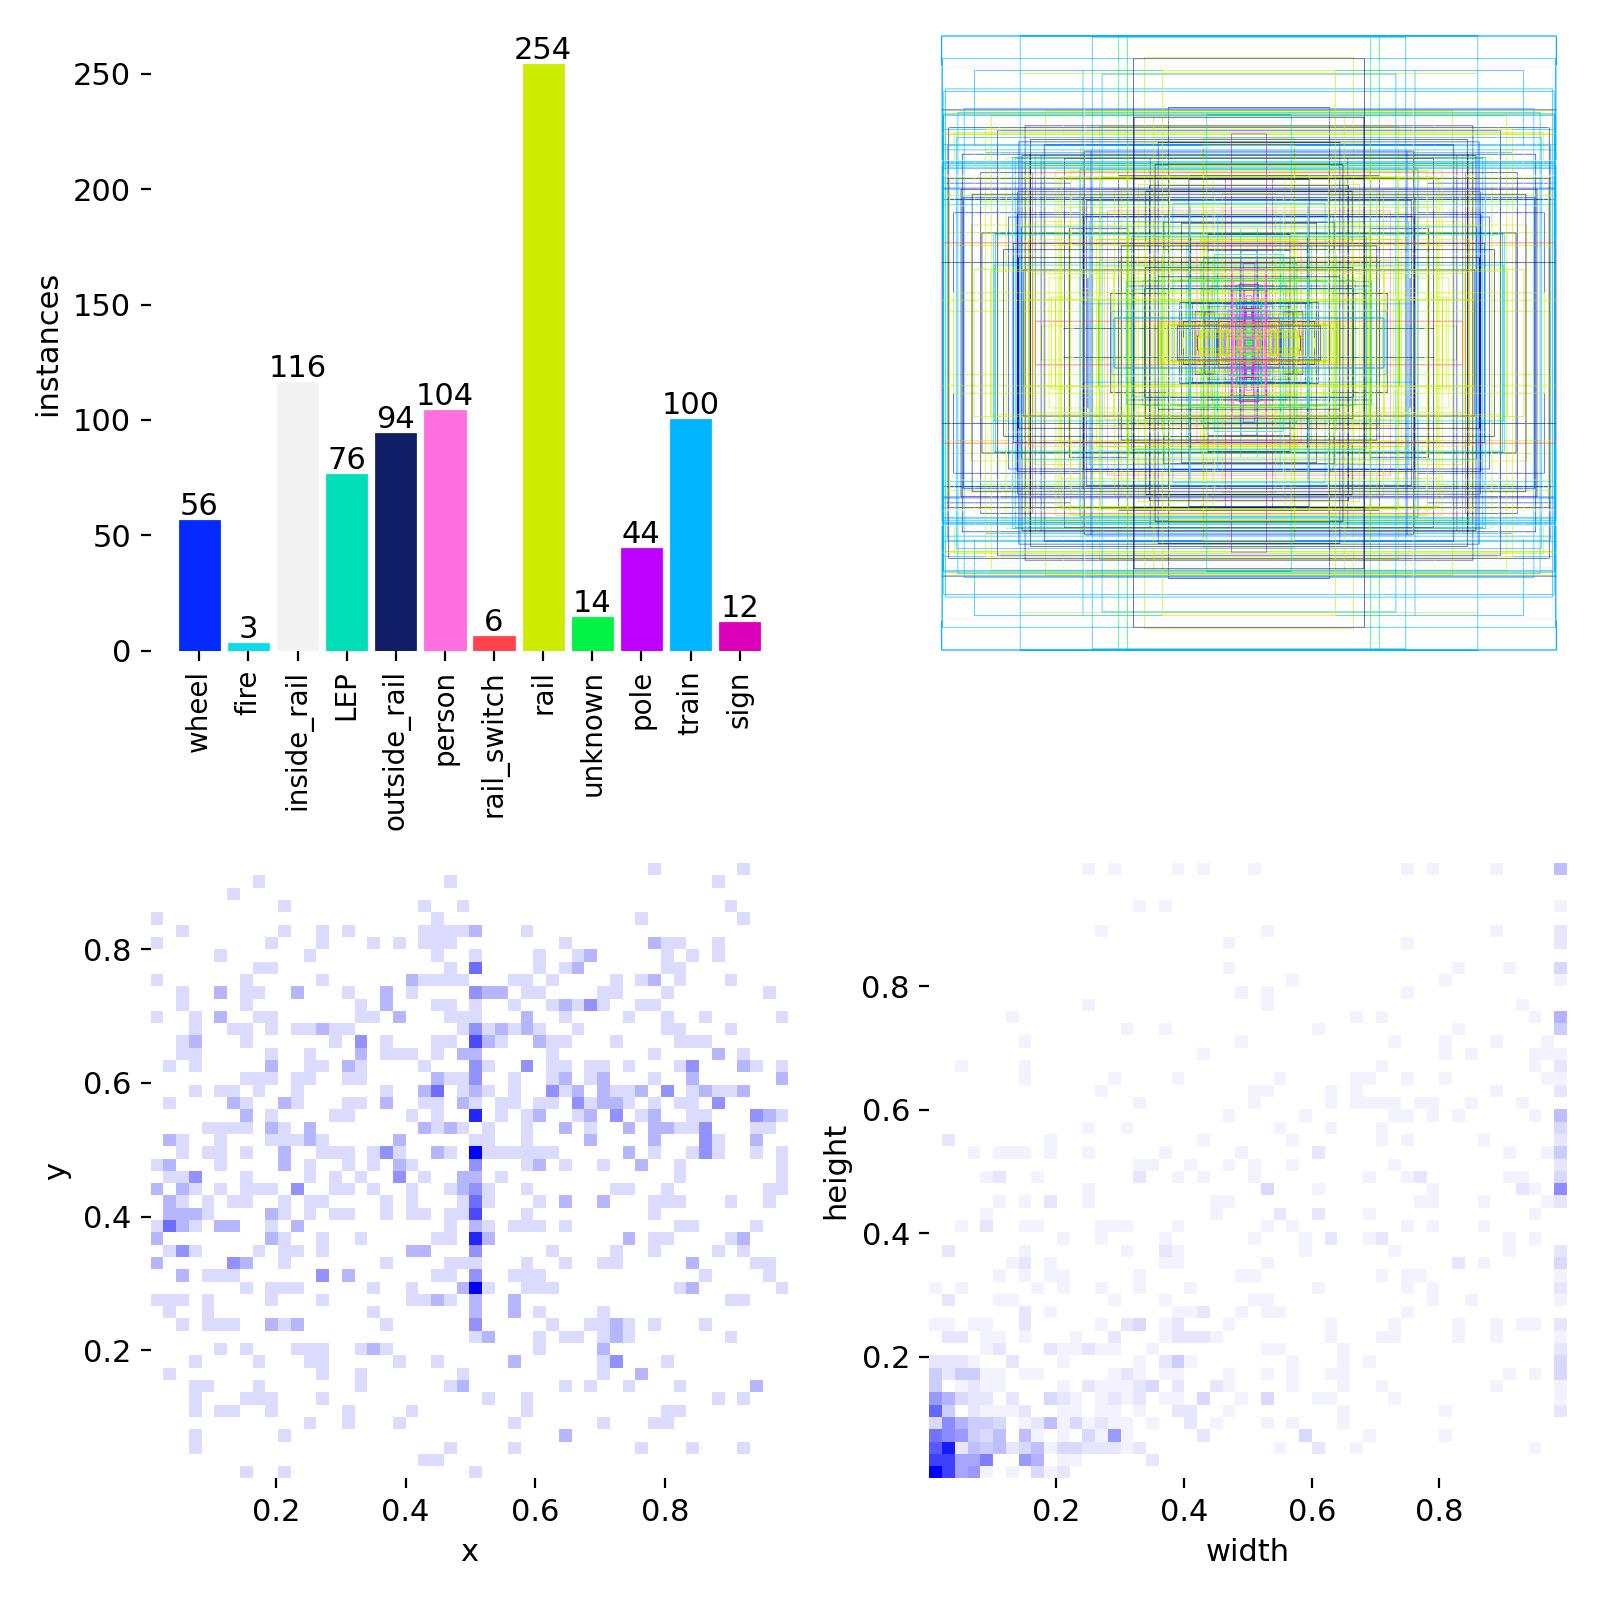 instances
250
200
150
100
50
0
56
3
116
76
94
104
6
254
14
44
100
12
wheel
fire
inside_rail
LEP
outside_rail
person
rail_switch
rail
unknown
pole
train
sign
y
0.8
0.6
0.4
0.2
0.2 0.4 0.6 0.8
x
height
0.8
0.6
0.4
0.2
0.2 0.4 0.6 0.8
width